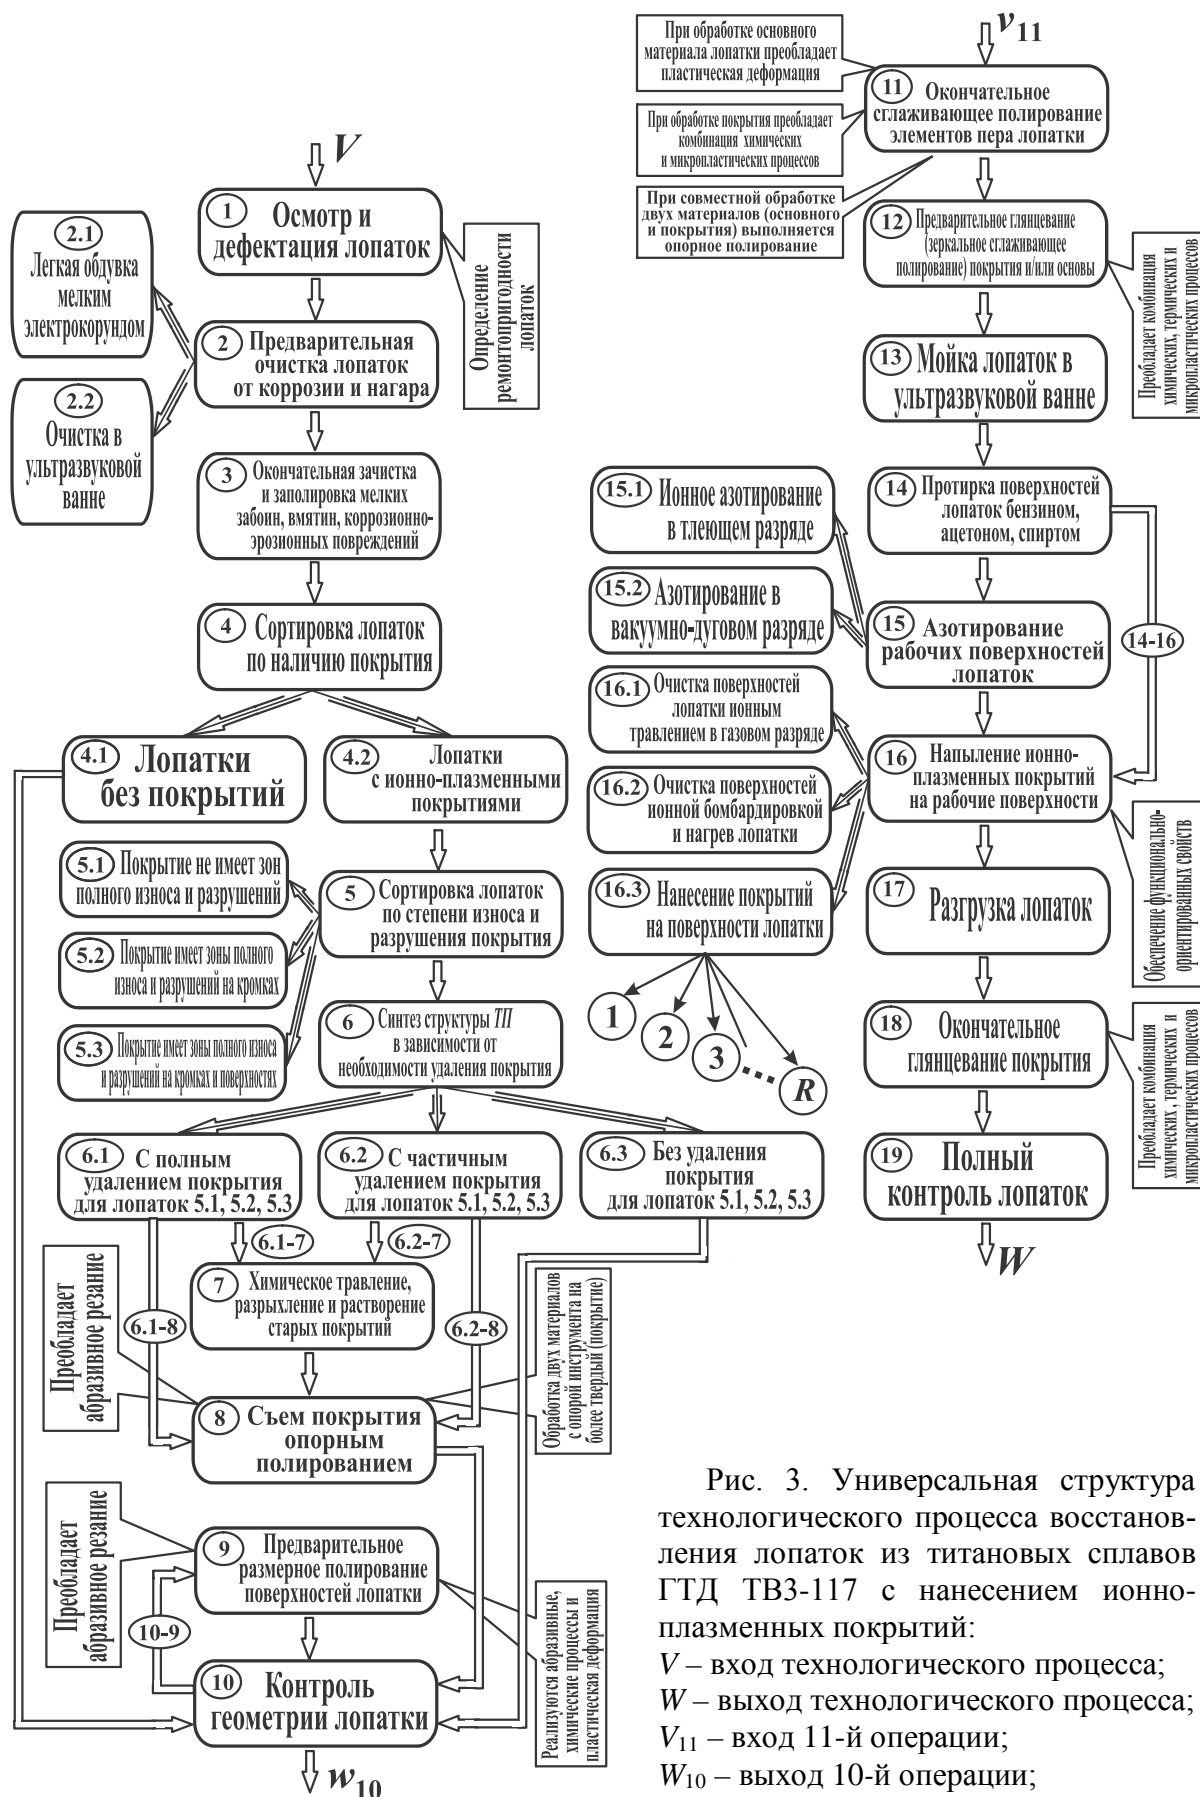 V
1 Осмотр и
дефектация лопаток
Определение
ремонтопригодности
лопаток
2.1
Легкая обдувка
мелким
электрокорундом
2 Предварительная
очистка лопаток
от коррозии и нагара
2.2
Очистка в
ультразвуковой
ванне
3 Окончательная зачистка
и заполировка мелких
забоин, вмятин, коррозионно-
эрозионных повреждений
4 Сортировка лопаток
по наличию покрытия
4.1 Лопатки
без покрытий
4.2 Лопатки
с ионно-плазменными
покрытиями
5.1 Покрытие не имеет зон
полного износа и разрушений
5 Сортировка лопаток
по степени износа и
разрушения покрытия
5.2 Покрытие имеет зоны полного
износа и разрушений на кромках
5.3 Покрытие имеет зоны полного износа
и разрушений на кромках и поверхностях
6 Синтез структуры ТП
в зависимости от
необходимости удаления покрытия
6.1 С полным
удалением покрытия
для лопаток 5.1, 5.2, 5.3
6.2 С частичным
удалением покрытия
для лопаток 5.1, 5.2, 5.3
6.3 Без удаления
покрытия
для лопаток 5.1, 5.2, 5.3
6.1-7
6.2-7
7 Химическое травление,
разрыхление и растворение
старых покрытий
6.1-8
6.2-8
Преобладает
абразивное резание
Обработка двух материалов
с опорой инструмента на
более твердый (покрытие)
8 Съем покрытия
опорным
полированием
Преобладает
абразивное резание
9 Предварительное
размерное полирование
поверхностей лопатки
10-9
Реализуются абразивные,
химические процессы и
пластическая деформация
10 Контроль
геометрии лопатки
w10
v11
При обработке основного
материала лопатки преобладает
пластическая деформация
11 Окончательное
сглаживающее полирование
элементов пера лопатки
При обработке покрытия преобладает
комбинация химических
и микропластических процессов
При совместной обработке
двух материалов (основного
и покрытия) выполняется
опорное полирование
12 Предварительное глянцевание
(зеркальное сглаживающее
полирование) покрытия и/или основы
Преобладает комбинация
химических, термических и
микропластических процессов
13 Мойка лопаток в
ультразвуковой ванне
14 Протирка поверхностей
лопаток бензином,
ацетоном, спиртом
14-16
15.1 Ионное азотирование
в тлеющем разряде
15.2 Азотирование в
вакуумно-дуговом разряде
15 Азотирование
рабочих поверхностей
лопаток
16.1 Очистка поверхностей
лопатки ионным
травлением в газовом разряде
16 Напыление ионно-
плазменных покрытий
на рабочие поверхности
16.2 Очистка поверхностей
ионной бомбардировкой
и нагрев лопатки
Обеспечение функционально-
ориентированных свойств
16.3 Нанесение покрытий
на поверхности лопатки
1
2
3
R
17
Разгрузка лопаток
18 Окончательное
глянцевание покрытия
Преобладает комбинация
химических, термических и
микропластических процессов
19 Полный
контроль лопаток
W
Рис. 3. Универсальная структура
технологического процесса восстанов-
ления лопаток из титановых сплавов
ГТД ТВ3-117 с нанесением ионно-
плазменных покрытий:
V – вход технологического процесса;
W – выход технологического процесса;
V11 – вход 11-й операции;
W10 – выход 10-й операции;